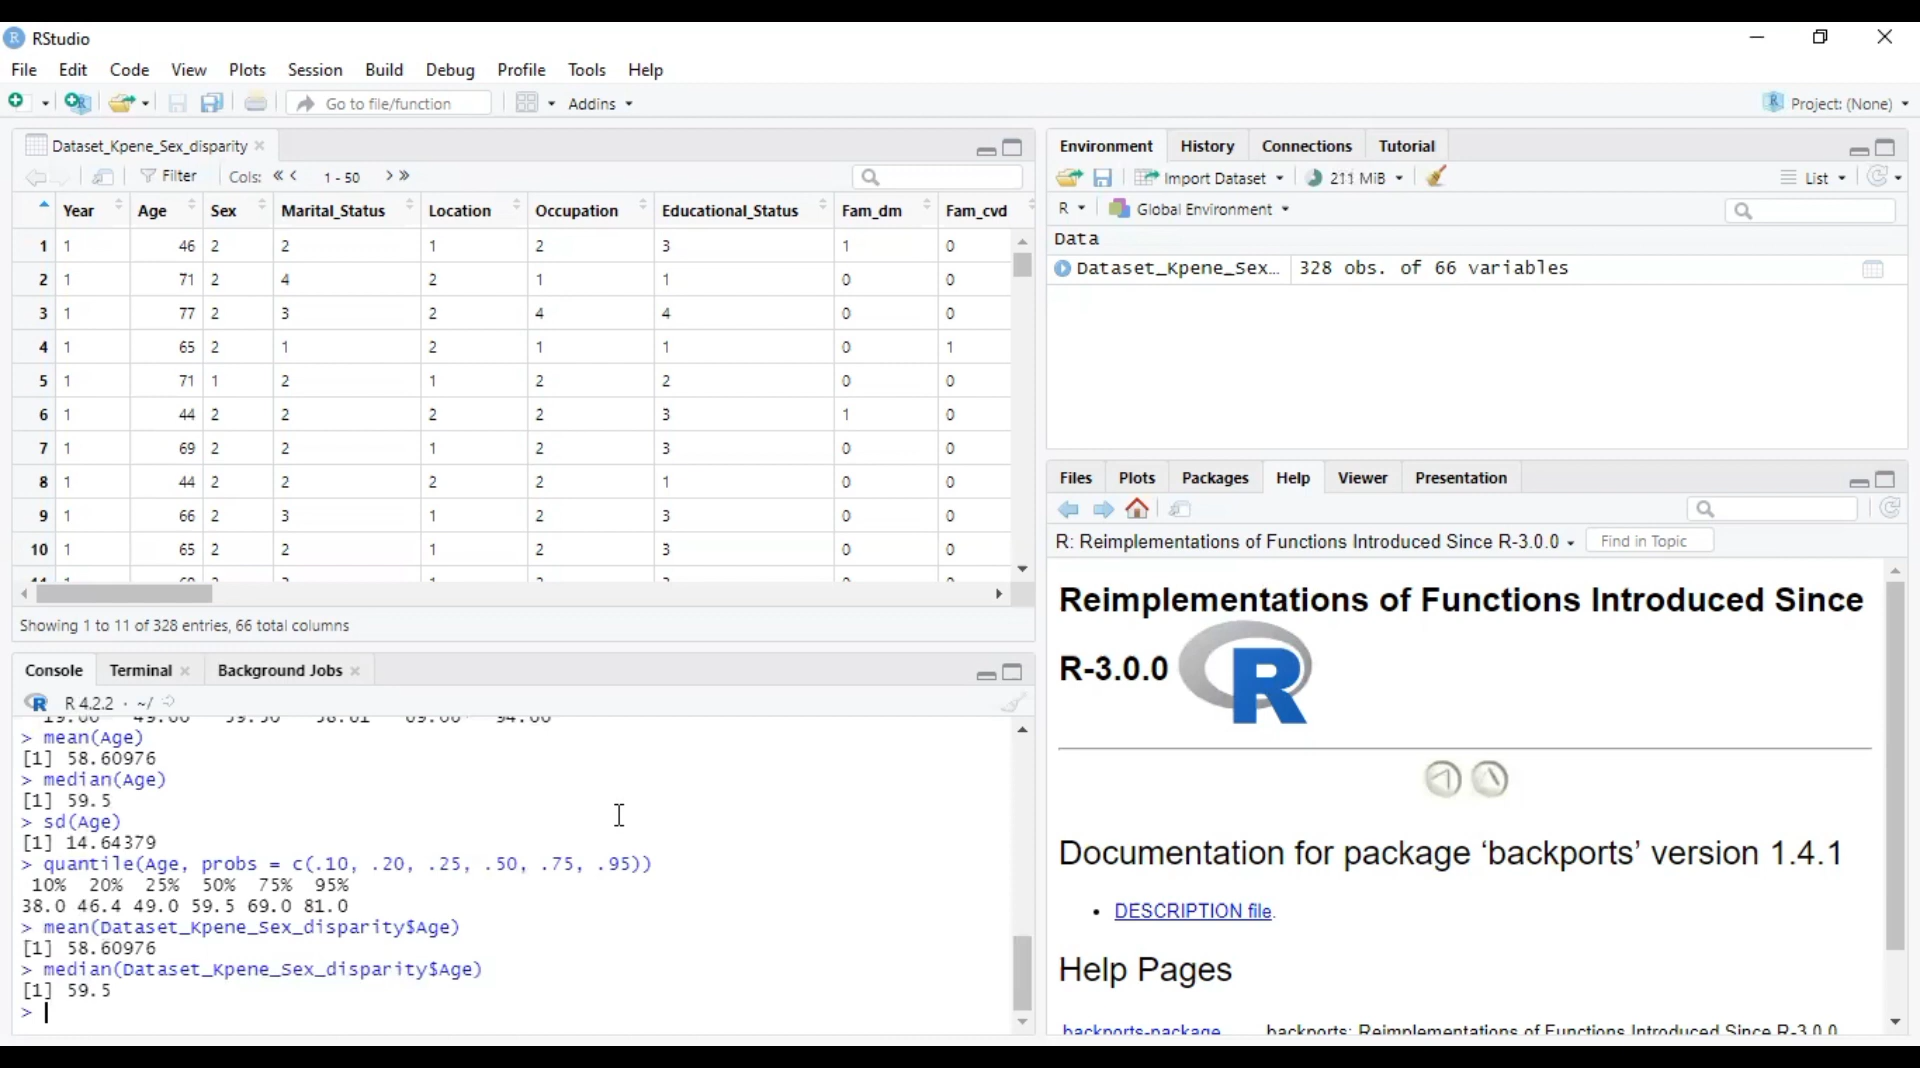 RStudio
File Edit Code View Plots Session Build Debug Profile Tools Help
Go to file/function Addins Project: (None)
Dataset_Kpene_Sex_disparity
Filter Cols: « < 1 - 50 > »
Year Age Sex Marital_Status Location Occupation Educational_Status Fam_dm Fam_cvd
1 1 46 2 2 1 2 3 1 0
2 1 71 2 4 2 1 1 0 0
3 1 77 2 3 2 4 4 0 0
4 1 65 2 1 2 1 1 0 1
5 1 71 1 2 1 2 2 0 0
6 1 44 2 2 2 2 3 1 0
7 1 69 2 2 1 2 3 0 0
8 1 44 2 2 2 2 1 0 0
9 1 66 2 3 1 2 3 0 0
10 1 65 2 2 1 2 3 0 0
Showing 1 to 11 of 328 entries, 66 total columns
Console Terminal Background Jobs
R 4.2.2 · ~/
> mean(Age)
[1] 58.60976
> median(Age)
[1] 59.5
> sd(Age)
[1] 14.64379
> quantile(Age, probs = c(.10, .20, .25, .50, .75, .95))
10% 20% 25% 50% 75% 95%
38.0 46.4 49.0 59.5 69.0 81.0
> mean(Dataset_Kpene_Sex_disparity$Age)
[1] 58.60976
> median(Dataset_Kpene_Sex_disparity$Age)
[1] 59.5
>
Environment History Connections Tutorial
Import Dataset 211 MiB List
R Global Environment
Data
Dataset_Kpene_Sex… 328 obs. of 66 variables
Files Plots Packages Help Viewer Presentation
R: Reimplementations of Functions Introduced Since R-3.0.0 Find in Topic
Reimplementations of Functions Introduced Since
R-3.0.0 R
Documentation for package ‘backports’ version 1.4.1
• DESCRIPTION file.
Help Pages
backports-package backports: Reimplementations of Functions Introduced Since R-3.0.0